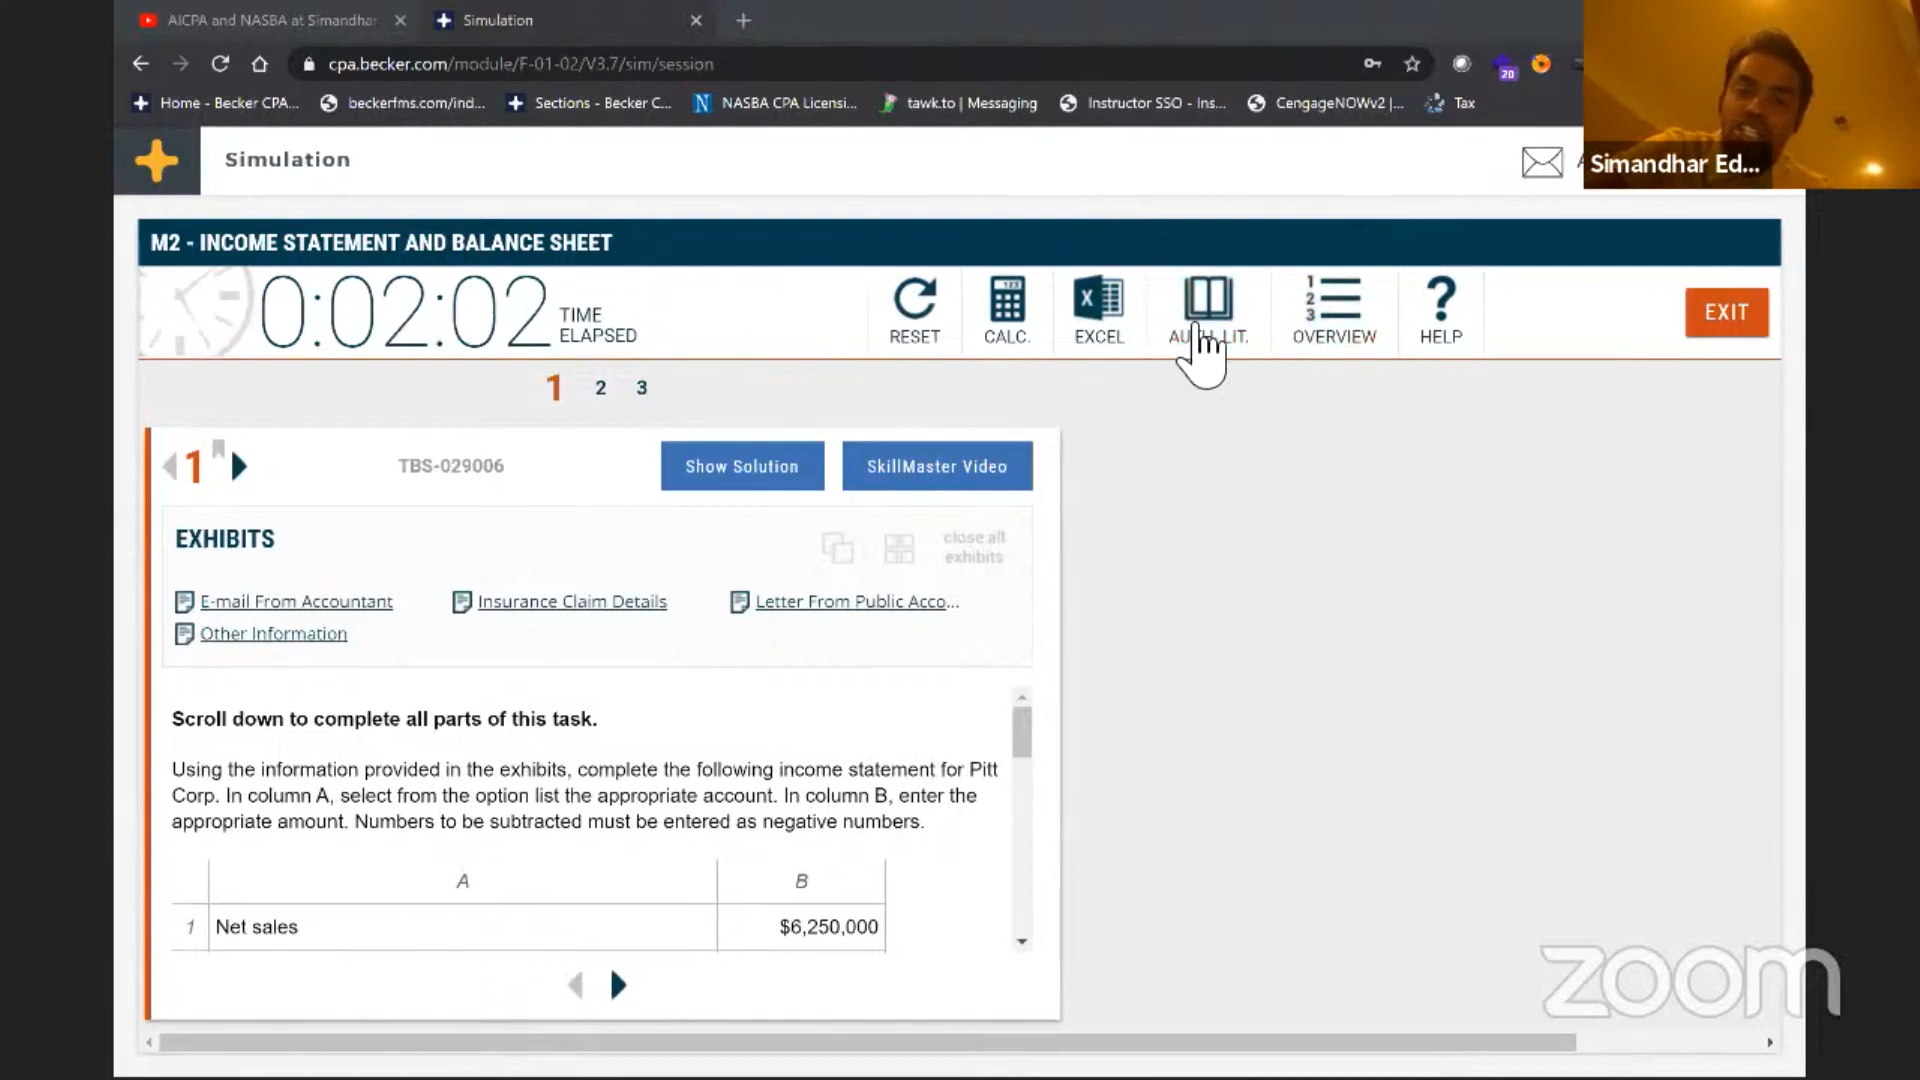 AICPA and NASBA at Simandhar
Simulation
cpa.becker.com/module/F-01-02/V3.7/sim/session
20
Home - Becker CPA...
beckerfms.com/ind...
Sections - Becker C...
N NASBA CPA Licensi...
tawk.to | Messaging
Instructor SSO - Ins...
CengageNOWv2 |...
Tax
Simulation
Simandhar Ed...
M2 - INCOME STATEMENT AND BALANCE SHEET
0:02:02 TIME ELAPSED
RESET
CALC.
EXCEL
AUTH. LIT.
OVERVIEW
HELP
EXIT
1 2 3
1
TBS-029006
Show Solution
SkillMaster Video
EXHIBITS
close all
exhibits
E-mail From Accountant
Insurance Claim Details
Letter From Public Acco...
Other Information
Scroll down to complete all parts of this task.
Using the information provided in the exhibits, complete the following income statement for Pitt
Corp. In column A, select from the option list the appropriate account. In column B, enter the
appropriate amount. Numbers to be subtracted must be entered as negative numbers.
A B
1 Net sales $6,250,000
zoom